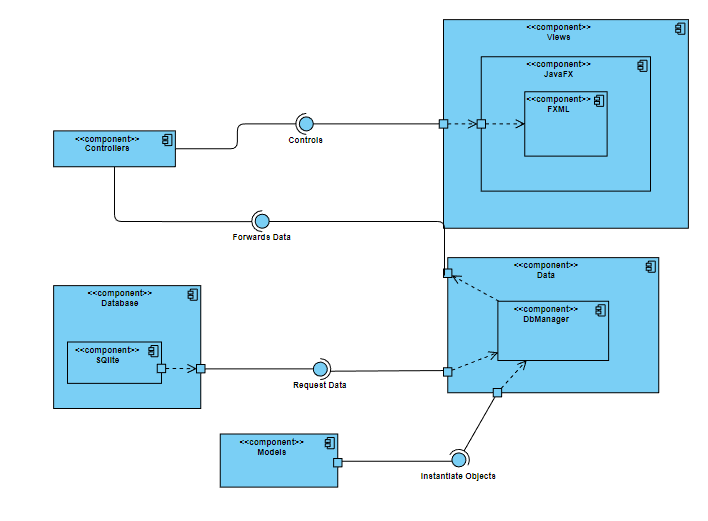 <<component>>
Views
<<component>>
JavaFX
<<component>>
FXML
<<component>>
Controllers
Controls
Forwards Data
<<component>>
Data
<<component>>
DbManager
<<component>>
Database
<<component>>
SQlite
Request Data
<<component>>
Models
Instantiate Objects